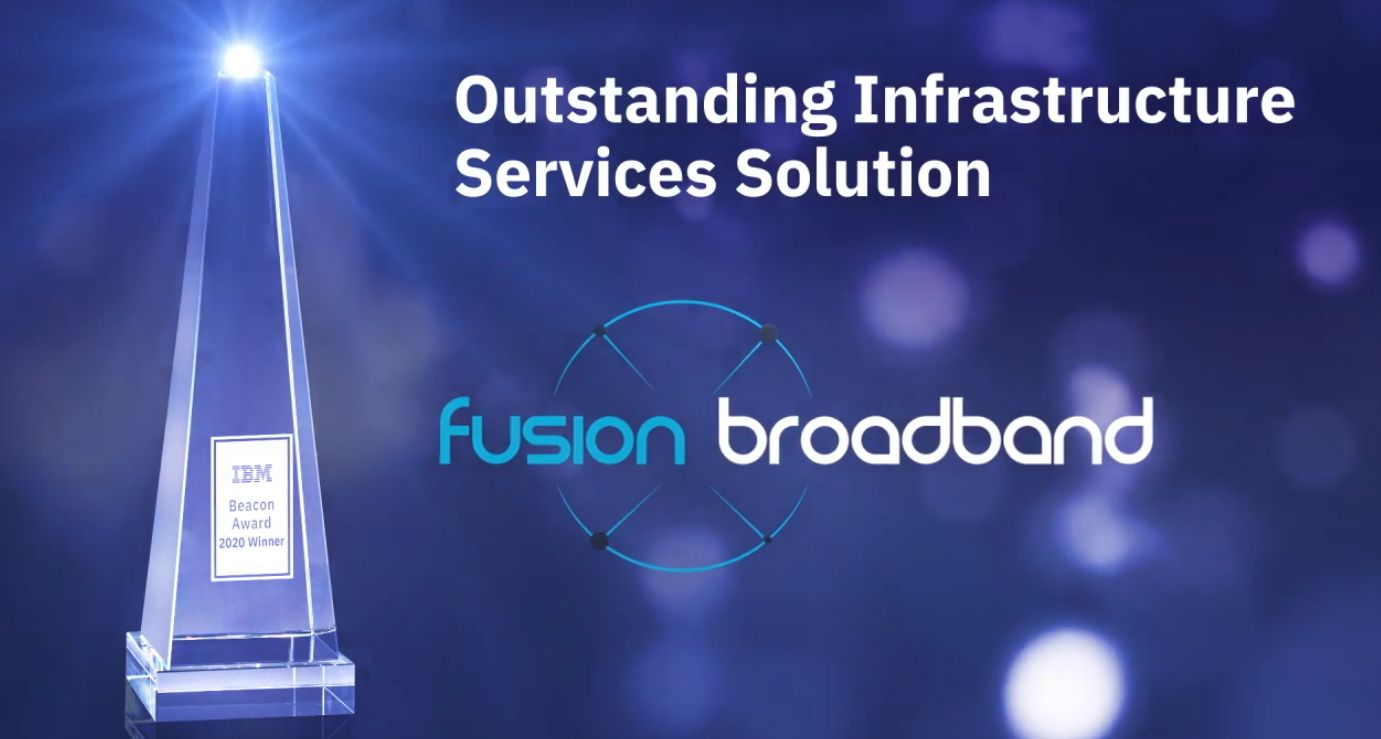 Outstanding Infrastructure
Services Solution
fusion broadband
IBM
Beacon
Award
2020 Winner